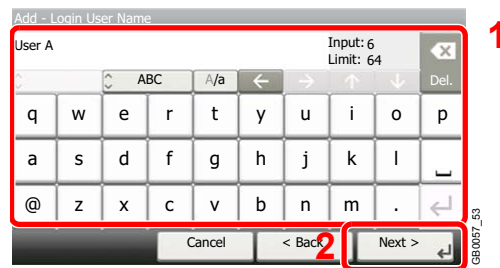 Add - Login User Name
User A
Input: 6
Limit: 64
Del.
ABC
A/a
q w e r t y u i o p
a s d f g h j k l
@ z x c v b n m .
Cancel
< Back
Next >
1
2
GB0057_53